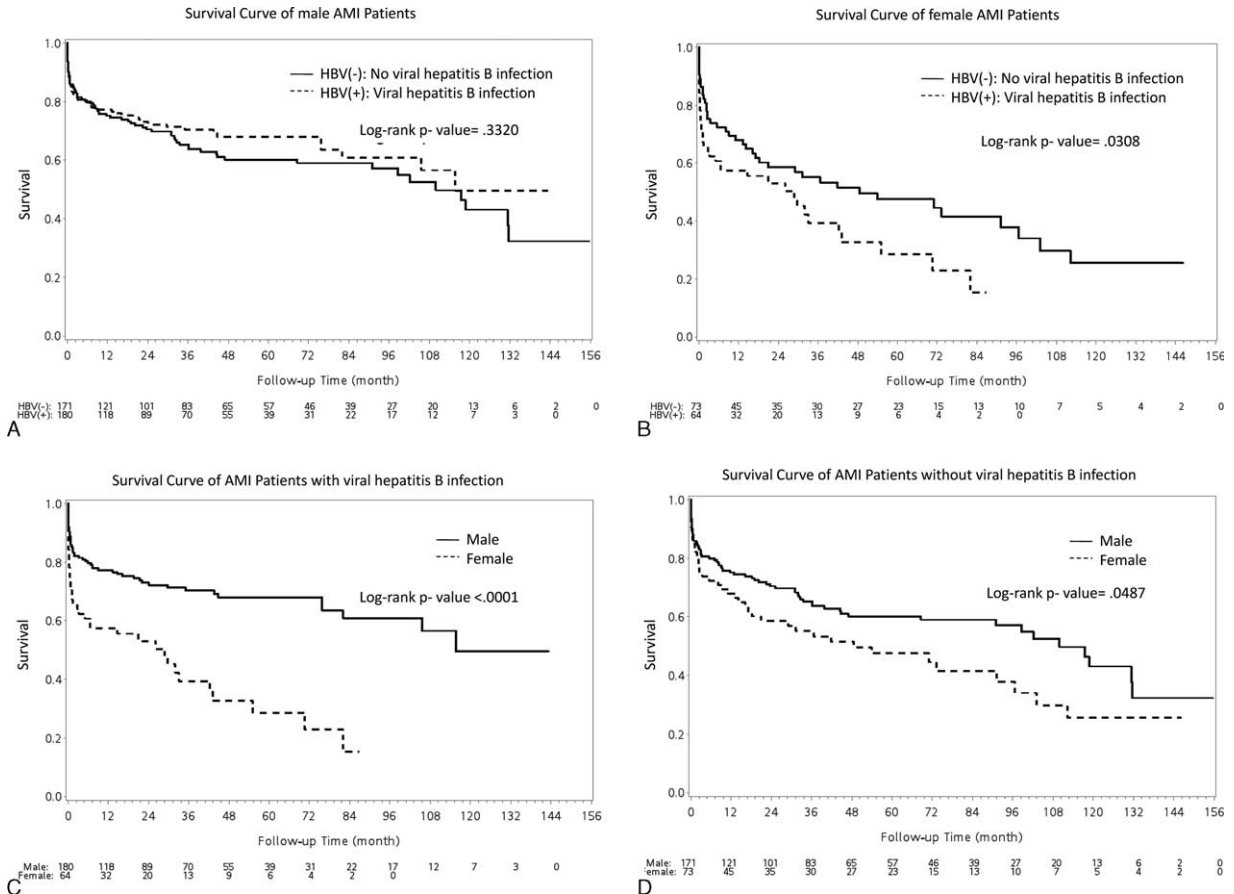 Survival Curve of male AMI Patients
1.0
0.8
0.6
0.4
0.2
0.0
Survival
HBV(-): No viral hepatitis B infection
HBV(+): Viral hepatitis B infection
Log-rank p- value= .3320
0 12 24 36 48 60 72 84 96 108 120 132 144 156
Follow-up Time (month)
HBV(-): 171 121 101 83 65 57 46 39 27 20 13 6 2 0
HBV(+): 180 118 89 70 55 39 31 22 17 12 7 3 0
A
Survival Curve of female AMI Patients
1.0
0.8
0.6
0.4
0.2
0.0
Survival
HBV(-): No viral hepatitis B infection
HBV(+): Viral hepatitis B infection
Log-rank p- value= .0308
0 12 24 36 48 60 72 84 96 108 120 132 144 156
Follow-up Time (month)
HBV(-): 73 45 35 30 27 23 15 13 10 7 5 4 2 0
HBV(+): 64 32 20 13 9 6 4 2 0
B
Survival Curve of AMI Patients with viral hepatitis B infection
1.0
0.8
0.6
0.4
0.2
0.0
Survival
Male
Female
Log-rank p- value <.0001
0 12 24 36 48 60 72 84 96 108 120 132 144 156
Follow-up Time (month)
Male: 180 118 89 70 55 39 31 22 17 12 7 3 0
Female: 64 32 20 13 9 6 4 2 0
C
Survival Curve of AMI Patients without viral hepatitis B infection
1.0
0.8
0.6
0.4
0.2
0.0
Survival
Male
Female
Log-rank p- value= .0487
0 12 24 36 48 60 72 84 96 108 120 132 144 156
Follow-up Time (month)
Male: 171 121 101 83 65 57 46 39 27 20 13 6 2 0
Female: 73 45 35 30 27 23 15 13 10 7 5 4 2 0
D